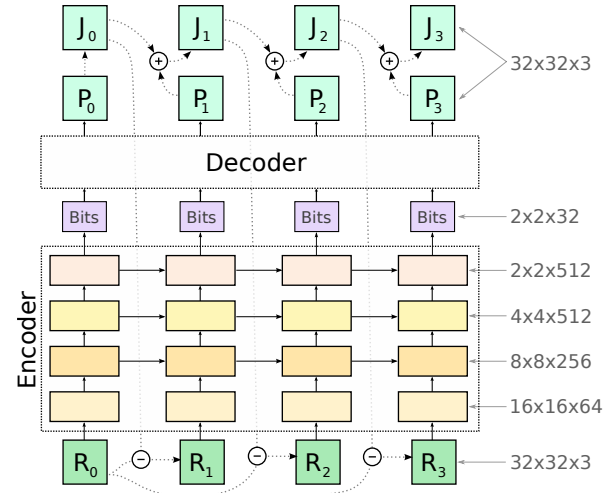 J0 J1 J2 J3
+ + +
32x32x3
P0 P1 P2 P3
Decoder
Bits Bits Bits Bits 2x2x32
Encoder
2x2x512
4x4x512
8x8x256
16x16x64
R0 − R1 − R2 − R3 32x32x3